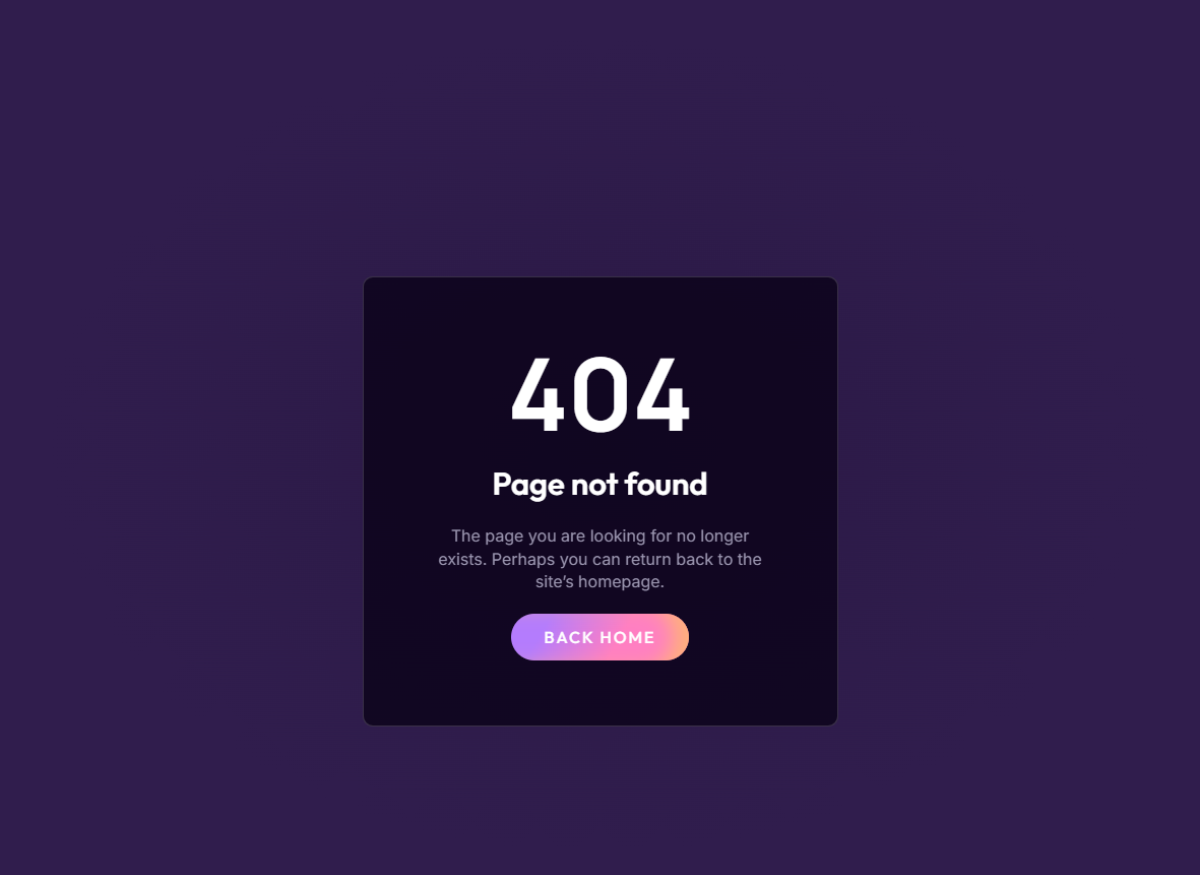 404
Page not found
The page you are looking for no longer
exists. Perhaps you can return back to the
site’s homepage.
BACK HOME